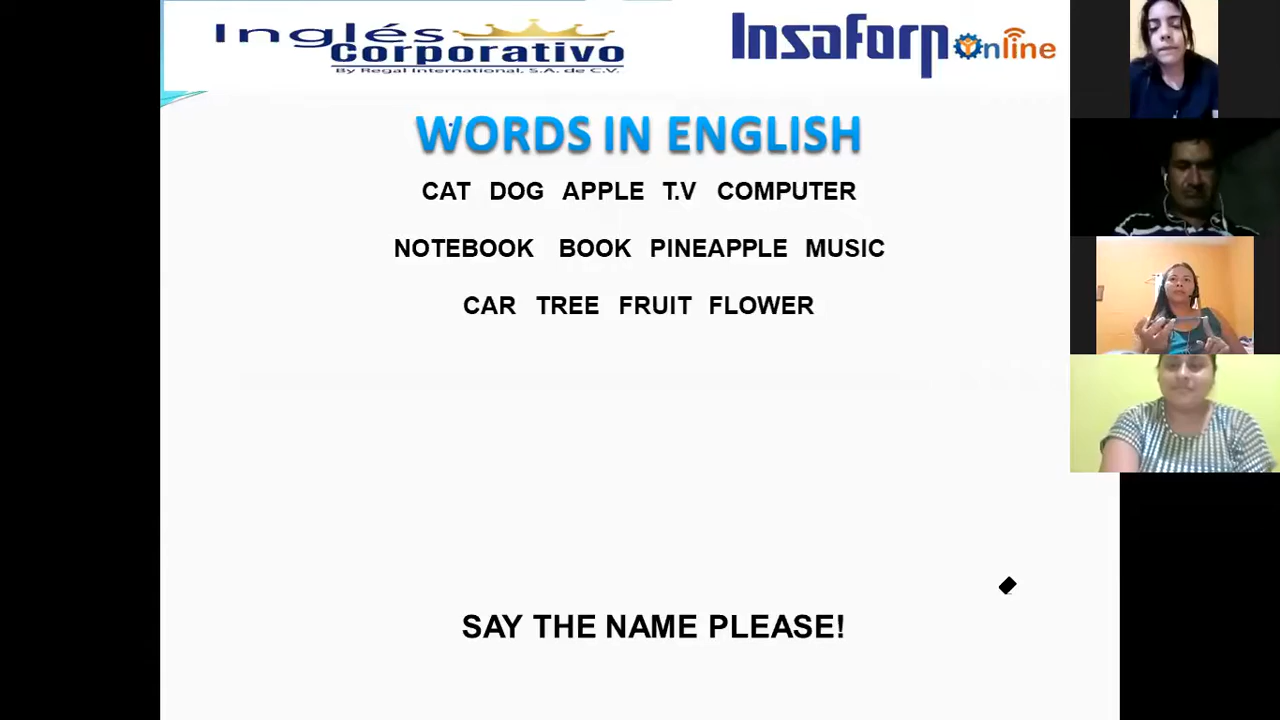 Inglés
Corporativo
By Regal International, S.A. de C.V.
Insaforp Online
WORDS IN ENGLISH
CAT DOG APPLE T.V COMPUTER
NOTEBOOK BOOK PINEAPPLE MUSIC
CAR TREE FRUIT FLOWER
SAY THE NAME PLEASE!